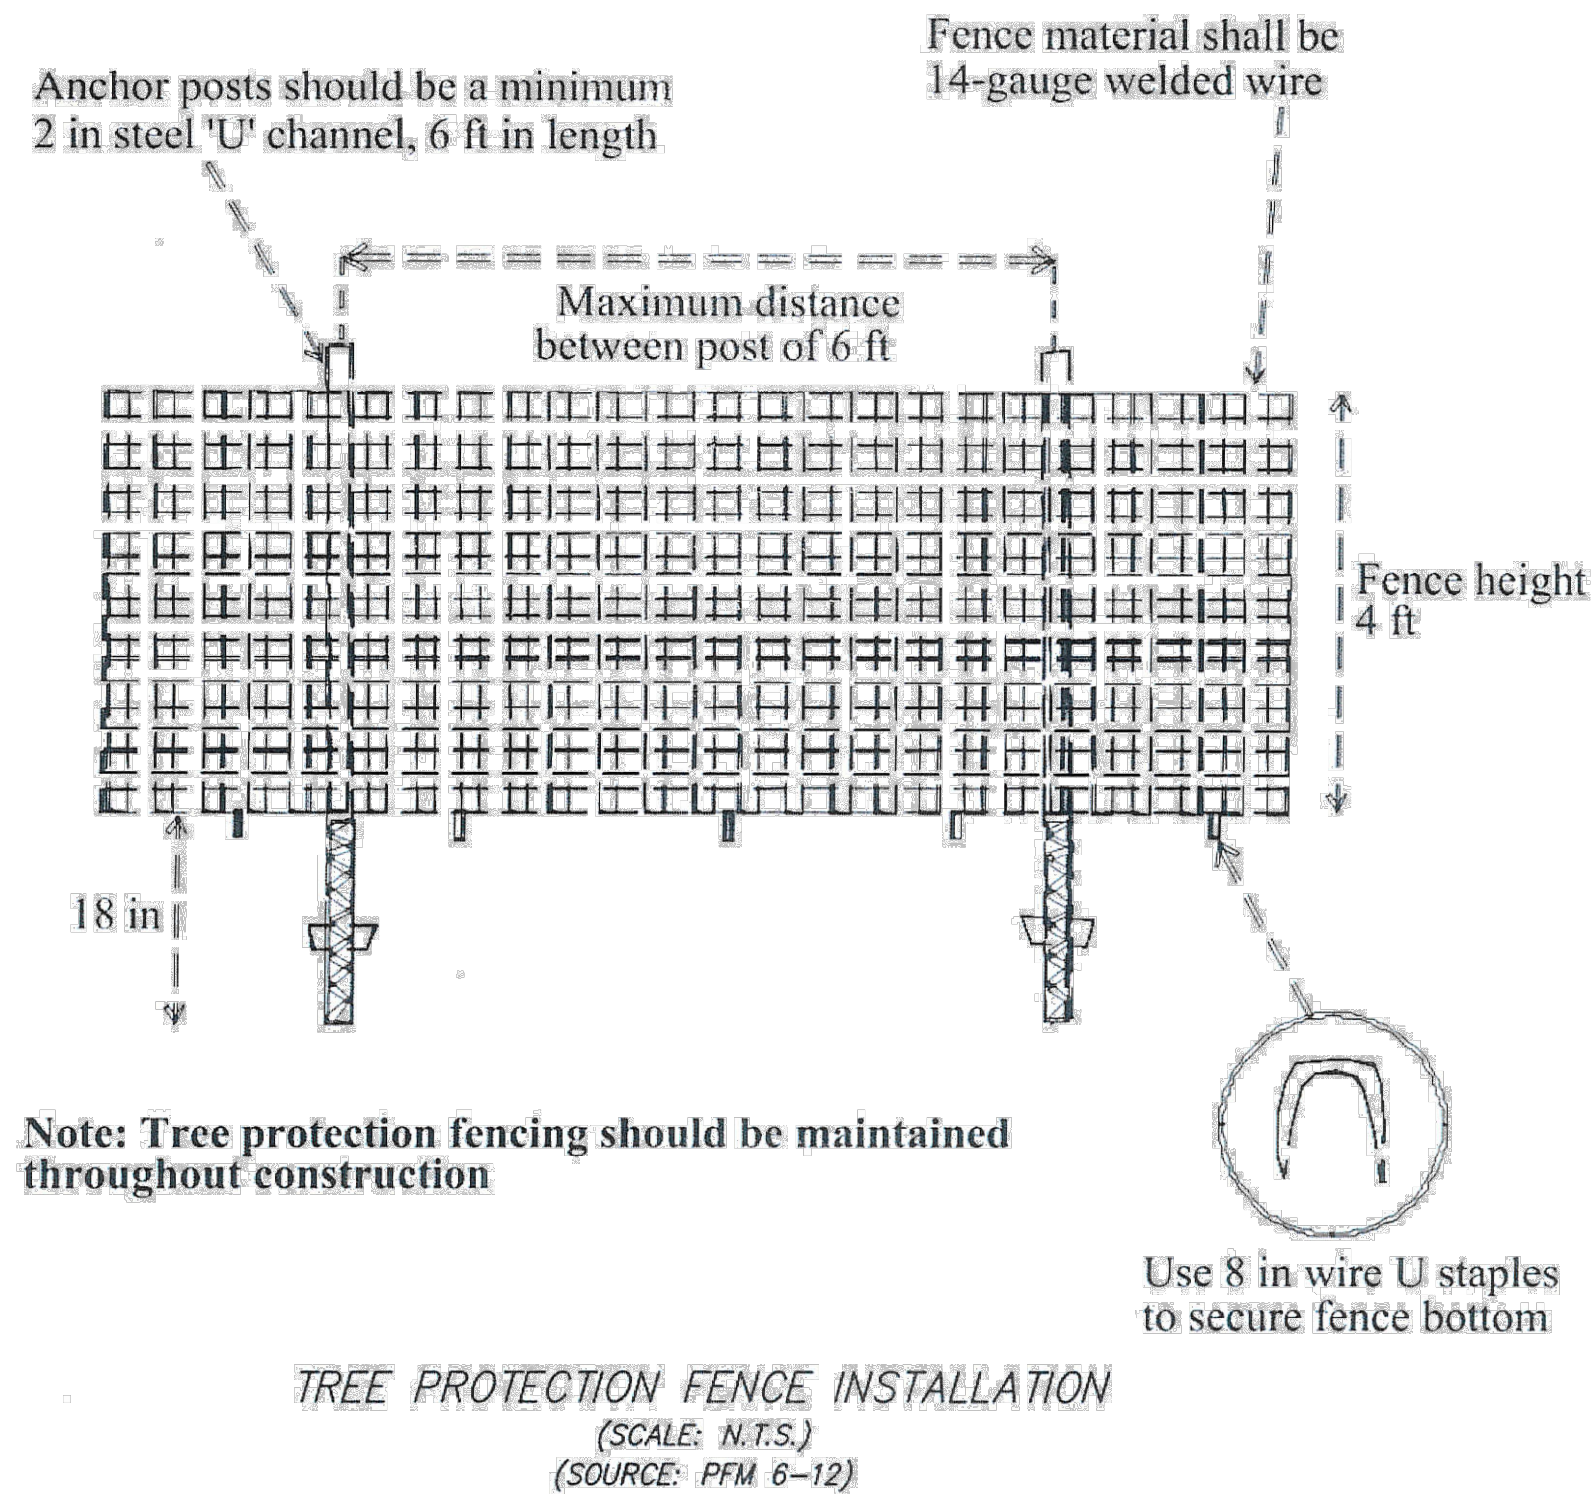 Fence material shall be
14-gauge welded wire
Anchor posts should be a minimum
2 in steel 'U' channel, 6 ft in length
Maximum distance
between post of 6 ft
Fence height
4 ft
18 in
Note: Tree protection fencing should be maintained
throughout construction
Use 8 in wire U staples
to secure fence bottom
TREE PROTECTION FENCE INSTALLATION
(SCALE: N.T.S.)
(SOURCE: PFM 6-12)